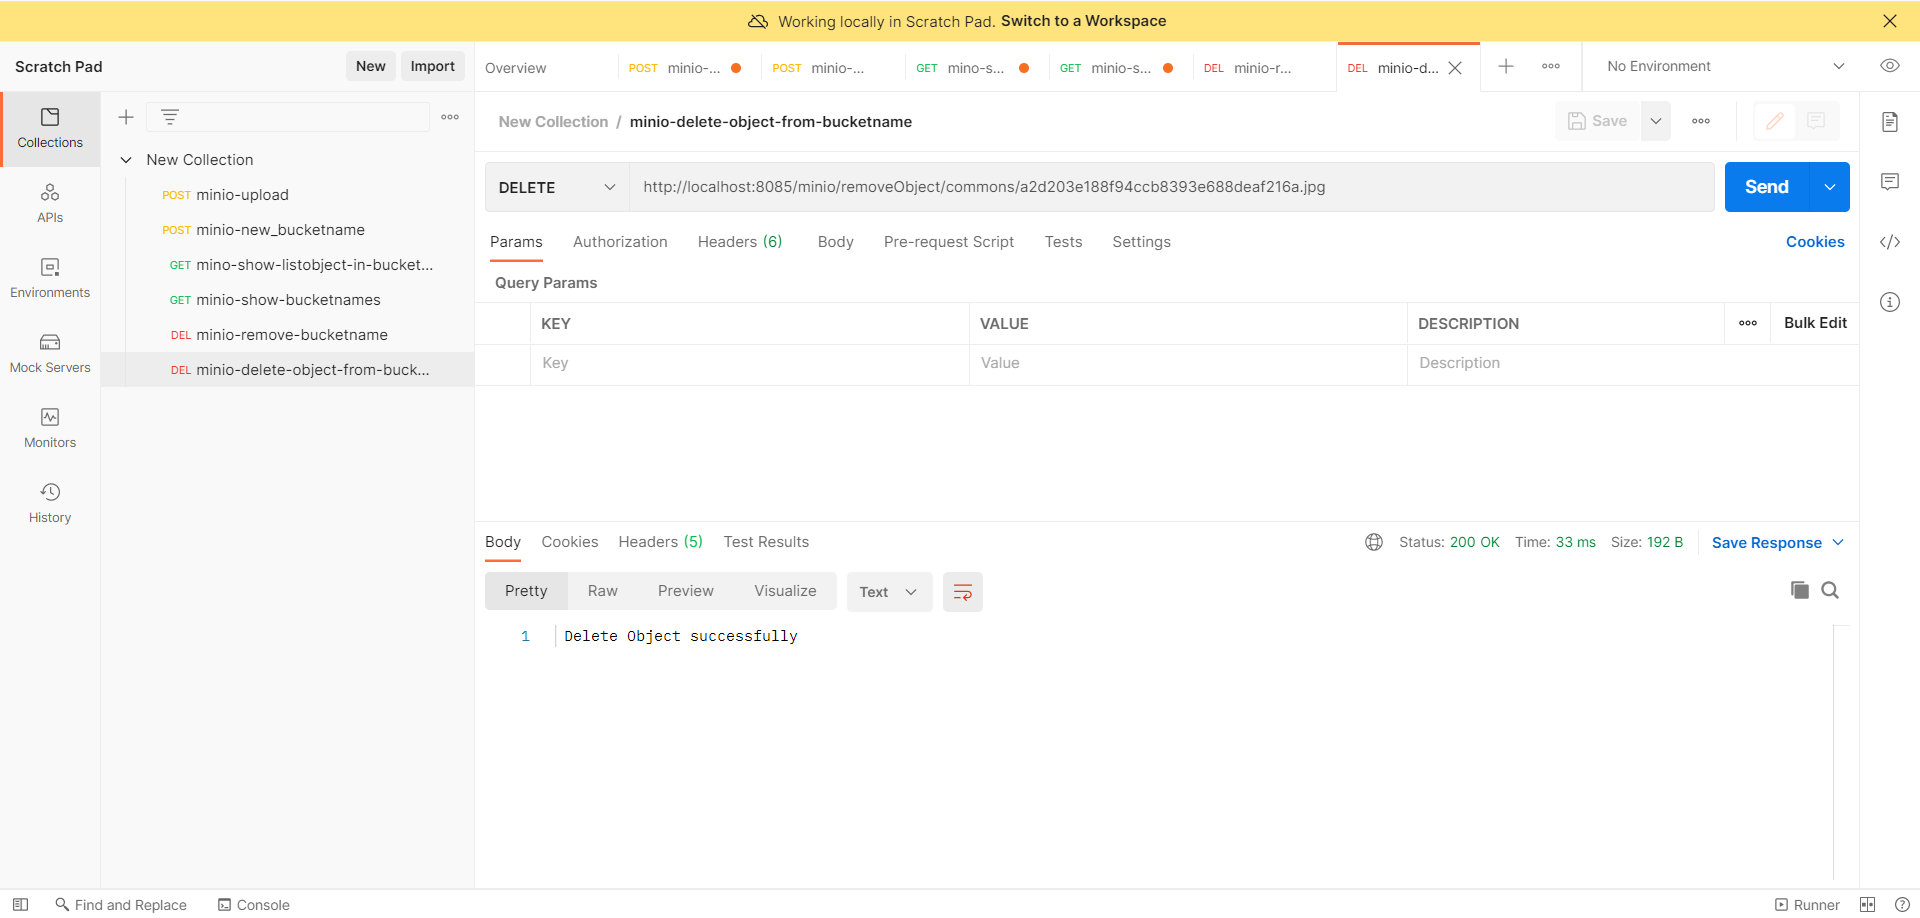 Working locally in Scratch Pad. Switch to a Workspace
Scratch Pad
New
Import
Overview
POST minio-...
POST minio-...
GET mino-s...
GET minio-s...
DEL minio-r...
DEL minio-d...
No Environment
Collections
APIs
Environments
Mock Servers
Monitors
History
New Collection
POST minio-upload
POST minio-new_bucketname
GET mino-show-listobject-in-bucket...
GET minio-show-bucketnames
DEL minio-remove-bucketname
DEL minio-delete-object-from-buck...
New Collection / minio-delete-object-from-bucketname
Save
DELETE
http://localhost:8085/minio/removeObject/commons/a2d203e188f94ccb8393e688deaf216a.jpg
Send
Params Authorization Headers (6) Body Pre-request Script Tests Settings
Cookies
Query Params
KEY VALUE DESCRIPTION
Bulk Edit
Key Value Description
Body Cookies Headers (5) Test Results
Status: 200 OK Time: 33 ms Size: 192 B
Save Response
Pretty Raw Preview Visualize
Text
1 Delete Object successfully
Find and Replace
Console
Runner